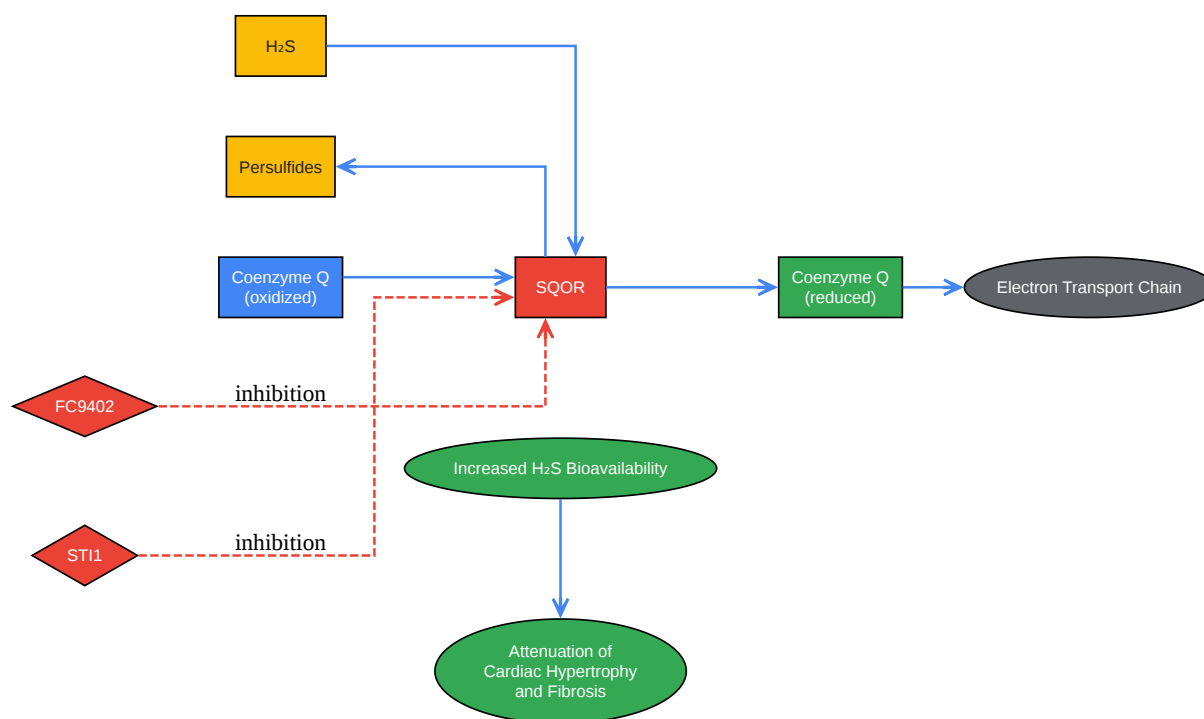 H₂S
Persulfides
Coenzyme Q
(oxidized)
SQOR
Coenzyme Q
(reduced)
Electron Transport Chain
FC9402
inhibition
Increased H₂S Bioavailability
STI1
inhibition
Attenuation of
Cardiac Hypertrophy
and Fibrosis